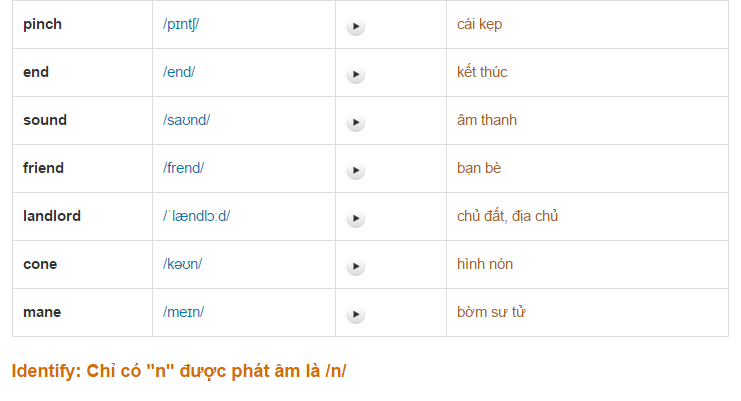 pinch /pɪntʃ/ cái kẹp
end /end/ kết thúc
sound /saʊnd/ âm thanh
friend /frend/ bạn bè
landlord /ˈlændlɔːd/ chủ đất, địa chủ
cone /kəʊn/ hình nón
mane /meɪn/ bờm sư tử
Identify: Chỉ có "n" được phát âm là /n/